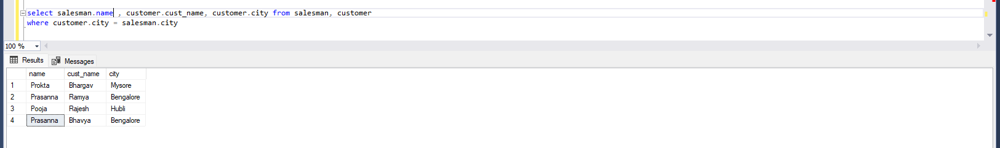 select salesman.name , customer.cust_name, customer.city from salesman, customer
where customer.city = salesman.city
100 %
Results Messages
name cust_name city
1 Prokta Bhargav Mysore
2 Prasanna Ramya Bengalore
3 Pooja Rajesh Hubli
4 Prasanna Bhavya Bengalore